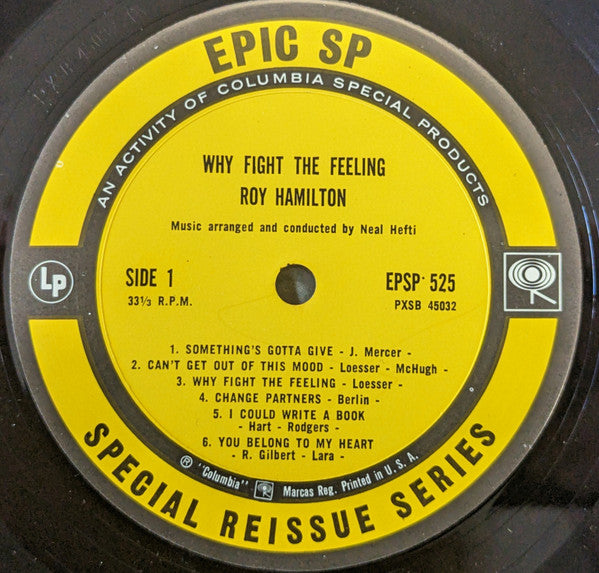 EPIC SP
AN ACTIVITY OF COLUMBIA SPECIAL PRODUCTS
WHY FIGHT THE FEELING
ROY HAMILTON
Music arranged and conducted by Neal Hefti
SIDE 1
33⅓ R.P.M.
EPSP 525
PXSB 45032
LP
1. SOMETHING'S GOTTA GIVE - J. Mercer -
2. CAN'T GET OUT OF THIS MOOD - Loesser - McHugh -
3. WHY FIGHT THE FEELING - Loesser -
4. CHANGE PARTNERS - Berlin -
5. I COULD WRITE A BOOK
- Hart - Rodgers -
6. YOU BELONG TO MY HEART
- R. Gilbert - Lara -
® "Columbia" Marcas Reg. Printed in U. S. A.
SPECIAL REISSUE SERIES